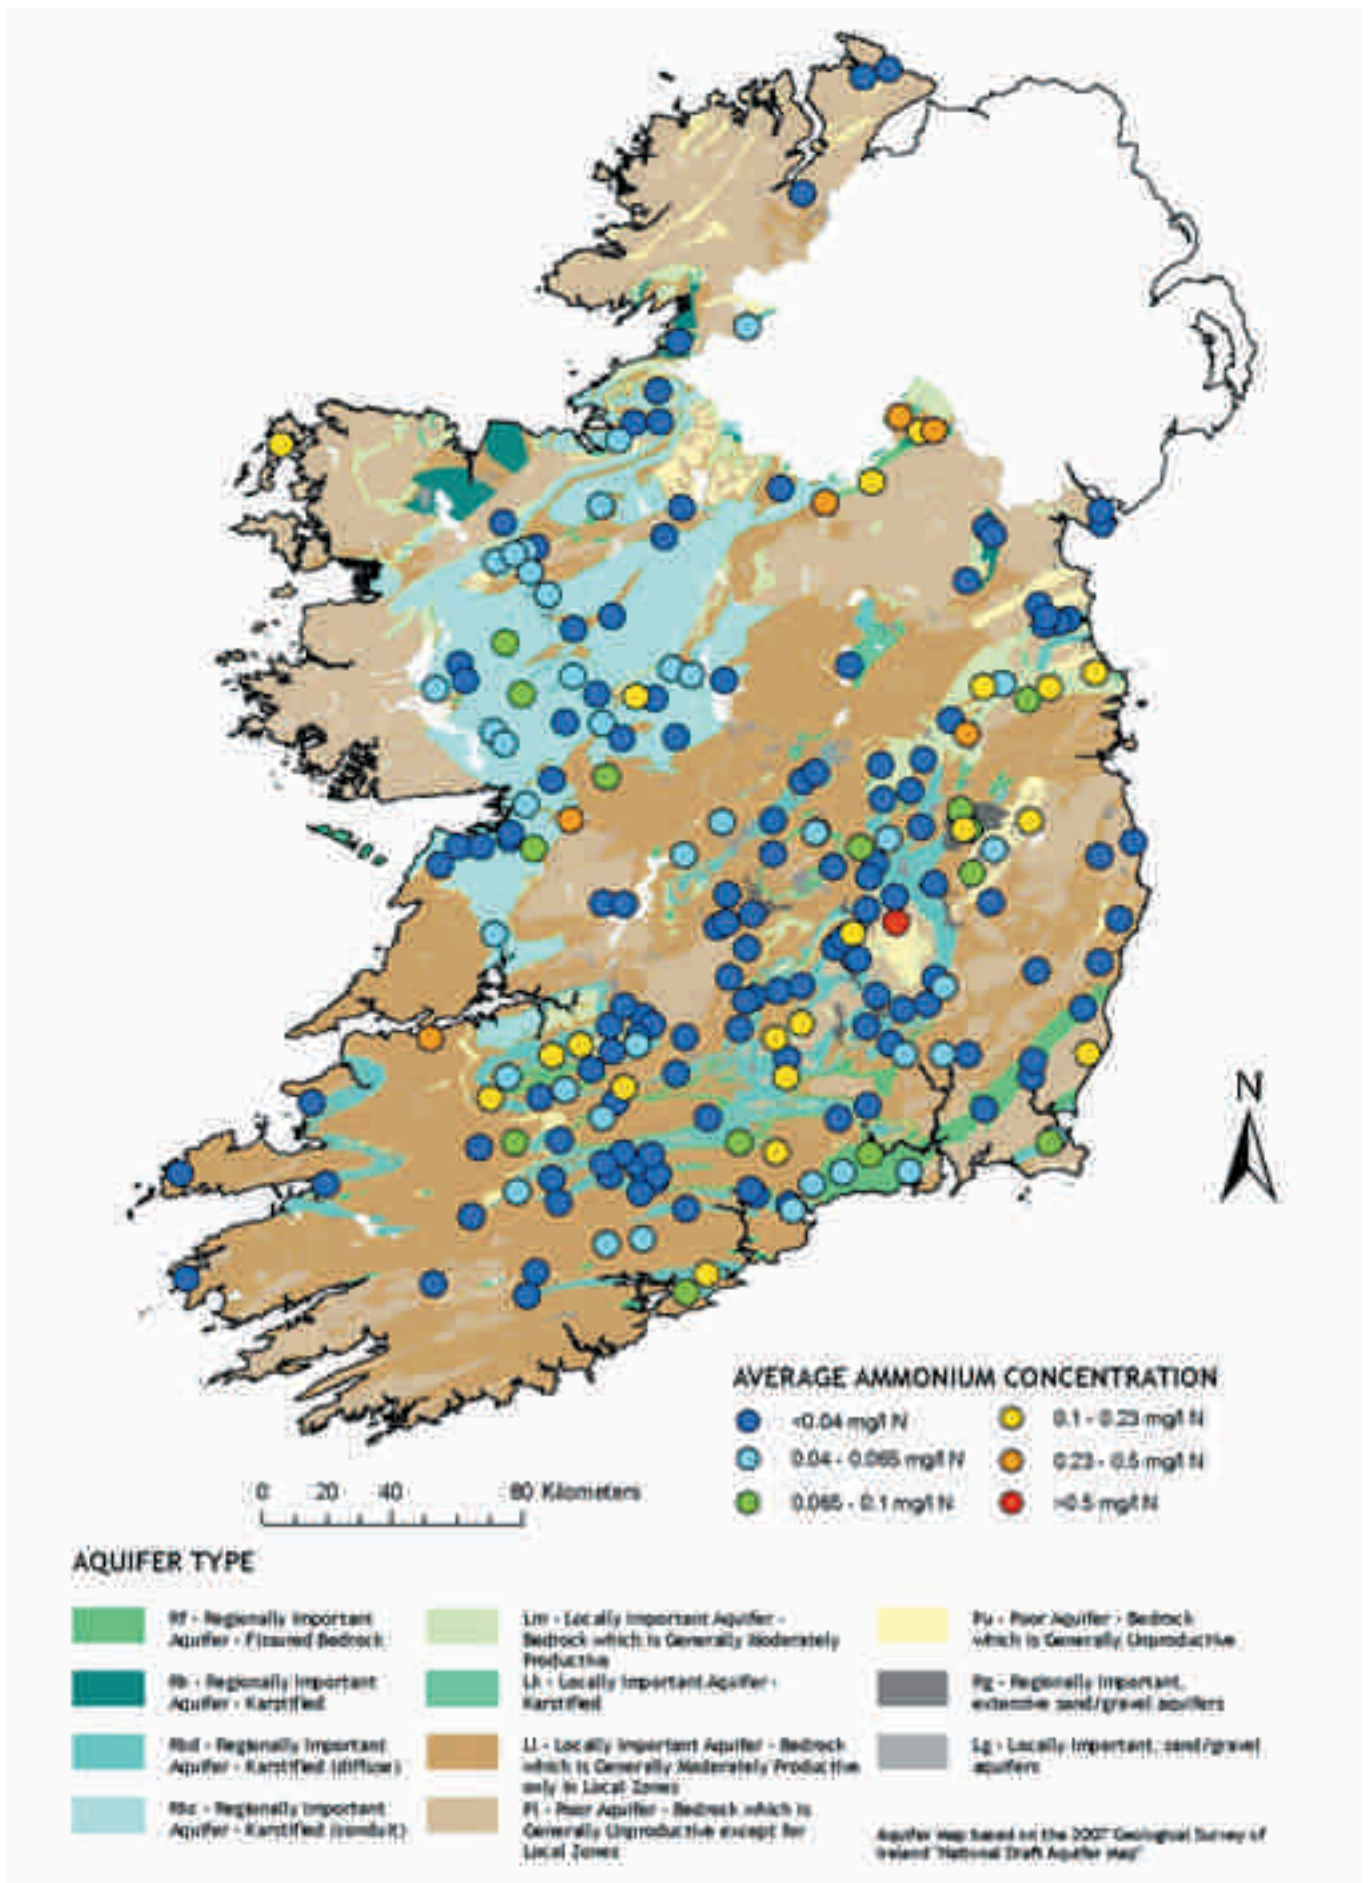 N
AVERAGE AMMONIUM CONCENTRATION
<0.04 mg/l N
0.04 - 0.065 mg/l N
0.065 - 0.1 mg/l N
0.1 - 0.23 mg/l N
0.23 - 0.5 mg/l N
>0.5 mg/l N
0 20 40 80 Kilometers
AQUIFER TYPE
Rf - Regionally Important
Aquifer - Fissured Bedrock
Rk - Regionally Important
Aquifer - Karstified
Rkd - Regionally Important
Aquifer - Karstified (diffuse)
Rkc - Regionally Important
Aquifer - Karstified (conduit)
Lm - Locally Important Aquifer -
Bedrock which is Generally Moderately
Productive
Lk - Locally Important Aquifer -
Karstified
Ll - Locally Important Aquifer - Bedrock
which is Generally Moderately Productive
only in Local Zones
Pl - Poor Aquifer - Bedrock which is
Generally Unproductive except for
Local Zones
Pu - Poor Aquifer - Bedrock
which is Generally Unproductive
Rg - Regionally Important,
extensive sand/gravel aquifers
Lg - Locally Important, sand/gravel
aquifers
Aquifer Map based on the 2007 Geological Survey of
Ireland "National Draft Aquifer Map"